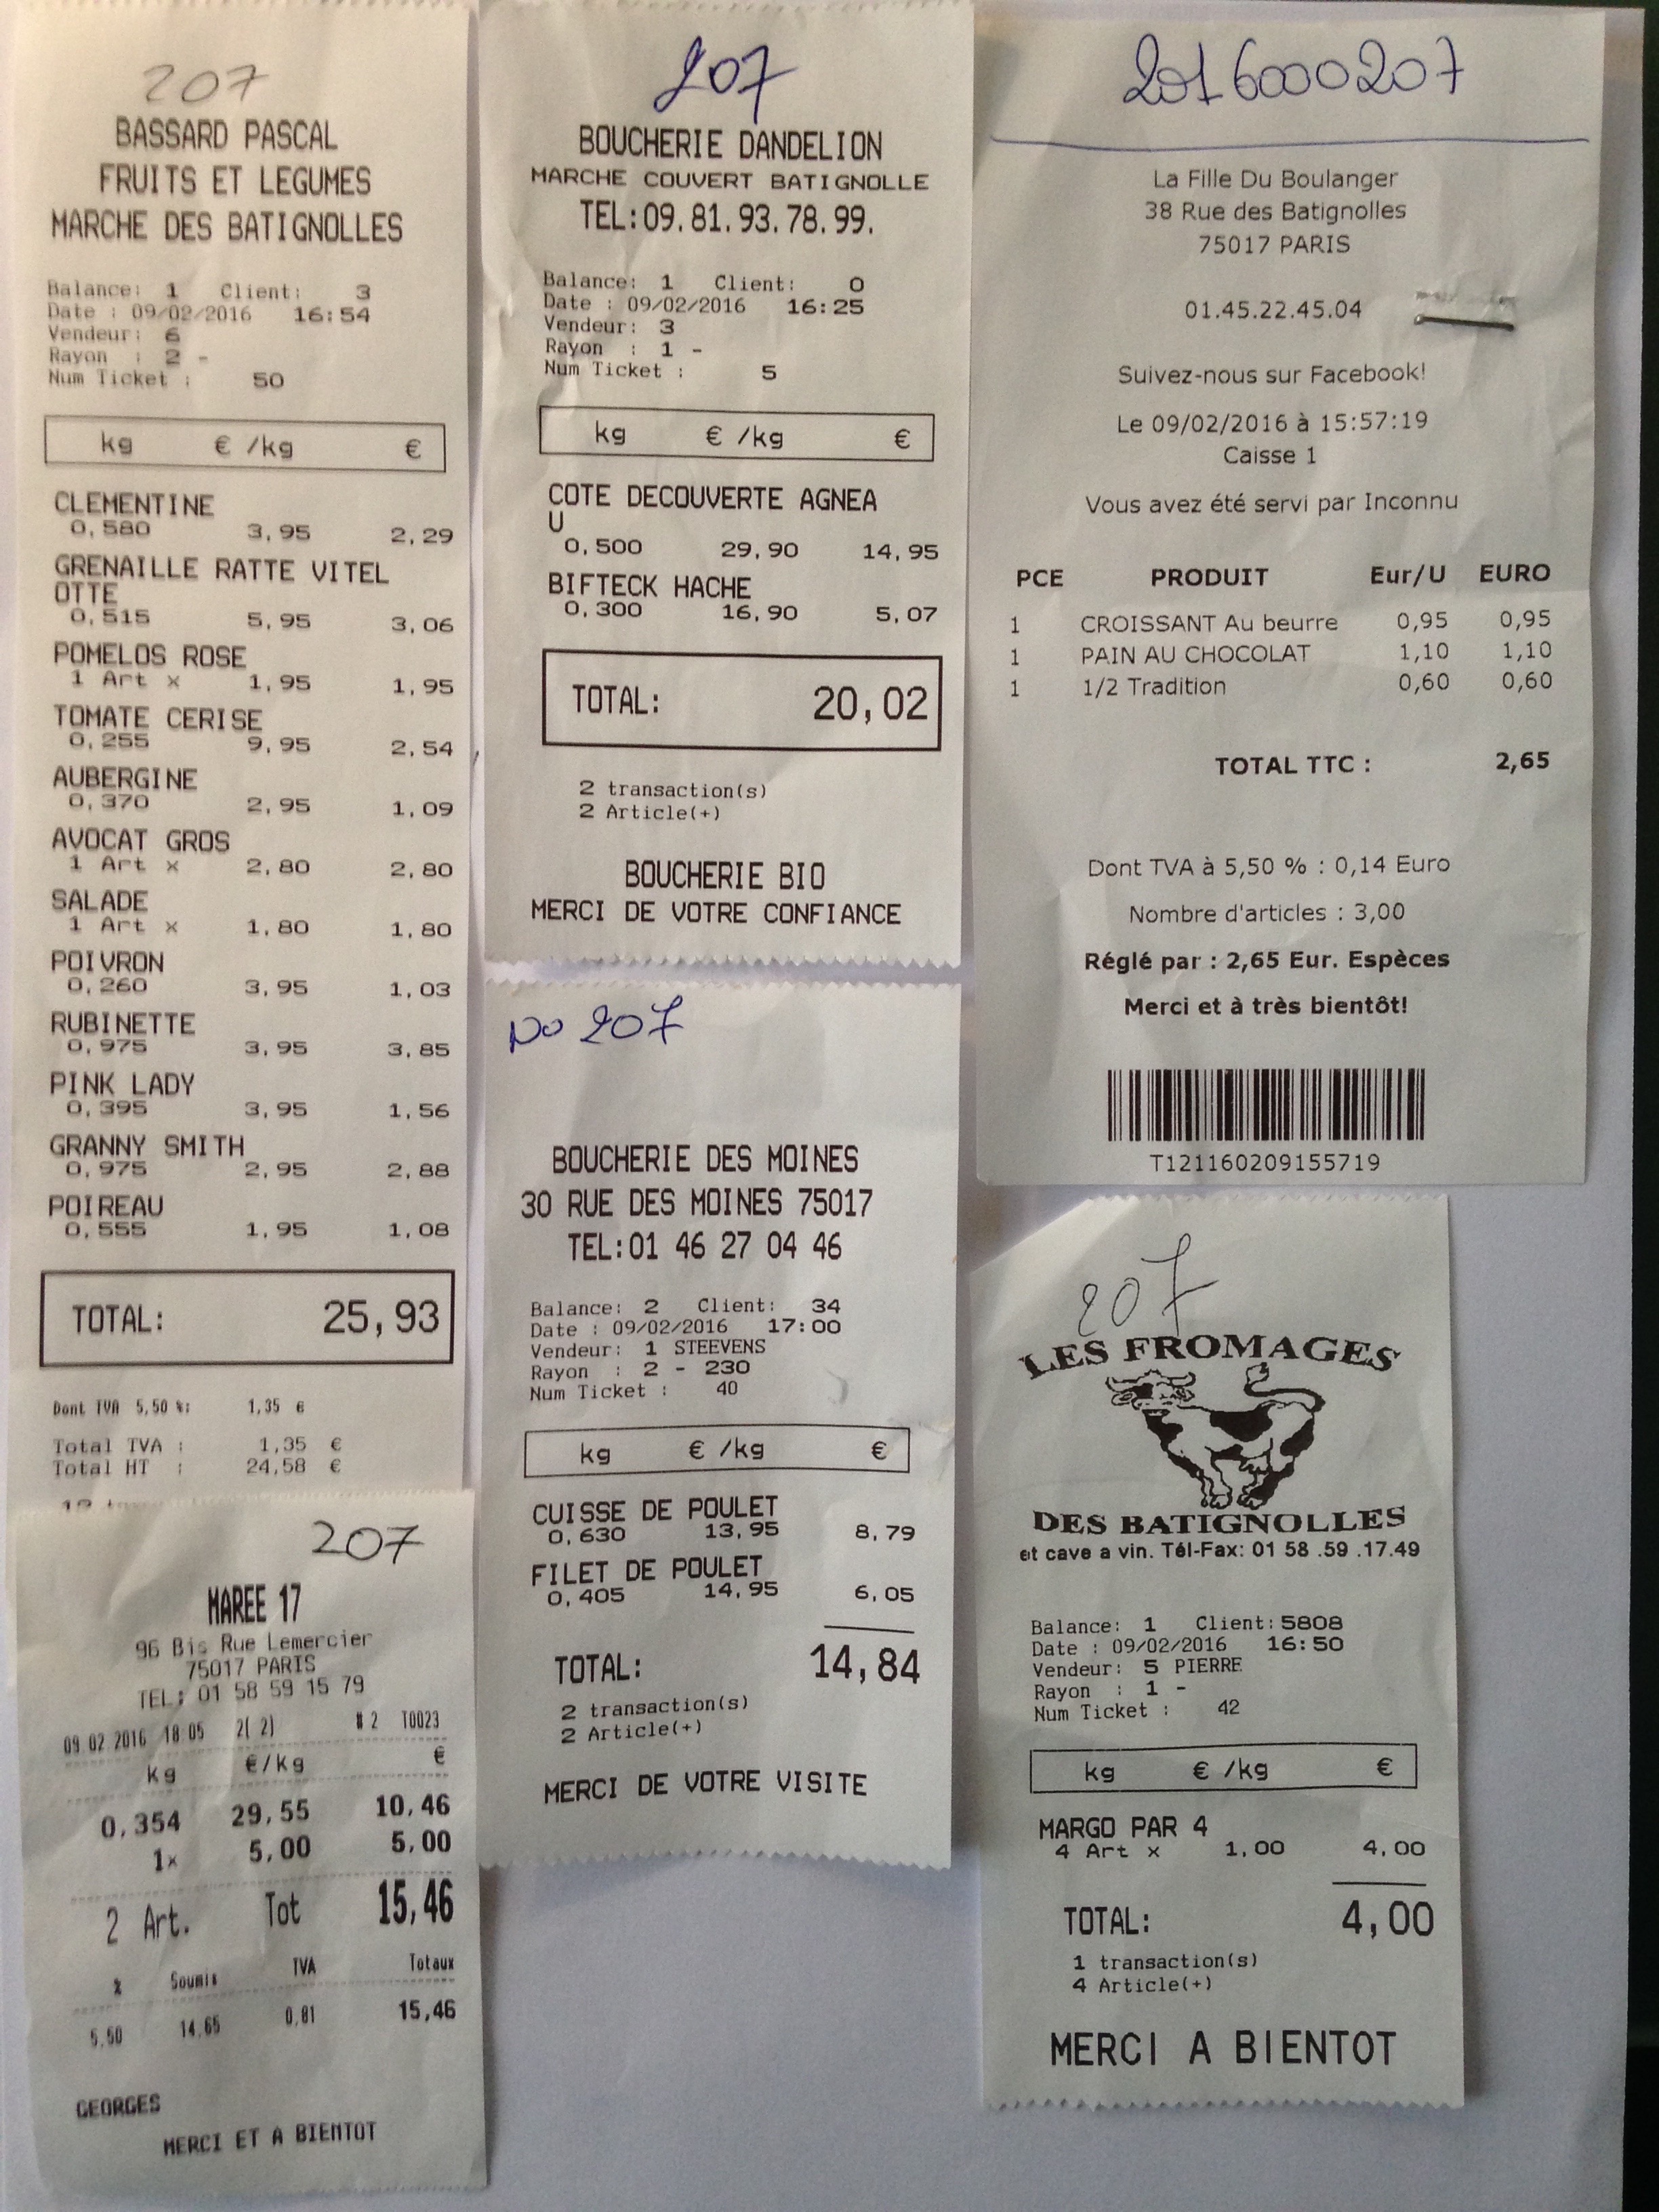 207
BASSARD PASCAL
FRUITS ET LEGUMES
MARCHE DES BATIGNOLLES
Balance: 1 Client: 3
Date : 09/02/2016 16:54
Vendeur: 6
Rayon : 2 -
Num Ticket : 50
kg € /kg €
CLEMENTINE
0,580 3,95 2,29
GRENAILLE RATTE VITEL
OTTE
0,515 5,95 3,06
POMELOS ROSE
1 Art x 1,95 1,95
TOMATE CERISE
0,255 9,95 2,54
AUBERGINE
0,370 2,95 1,09
AVOCAT GROS
1 Art x 2,80 2,80
SALADE
1 Art x 1,80 1,80
POIVRON
0,260 3,95 1,03
RUBINETTE
0,975 3,95 3,85
PINK LADY
0,395 3,95 1,56
GRANNY SMITH
0,975 2,95 2,88
POIREAU
0,555 1,95 1,08
TOTAL: 25,93
Dont TVA 5,50 %: 1,35 €
Total TVA : 1,35 €
Total HT : 24,58 €
207
MAREE 17
96 Bis Rue Lemercier
75017 PARIS
TEL: 01 58 59 15 79
09.02.2016 18:05 2( 2) #2 T0023
kg €/kg €
0,354 29,55 10,46
1x 5,00 5,00
2 Art. Tot 15,46
% Soumis TVA Totaux
5,50 14,65 0,81 15,46
GEORGES
MERCI ET A BIENTOT
207
BOUCHERIE DANDELION
MARCHE COUVERT BATIGNOLLE
TEL:09.81.93.78.99.
Balance: 1 Client: 0
Date : 09/02/2016 16:25
Vendeur: 3
Rayon : 1 -
Num Ticket : 5
kg € /kg €
COTE DECOUVERTE AGNEA
U
0,500 29,90 14,95
BIFTECK HACHE
0,300 16,90 5,07
TOTAL: 20,02
2 transaction(s)
2 Article(+)
BOUCHERIE BIO
MERCI DE VOTRE CONFIANCE
No 207
BOUCHERIE DES MOINES
30 RUE DES MOINES 75017
TEL:01 46 27 04 46
Balance: 2 Client: 34
Date : 09/02/2016 17:00
Vendeur: 1 STEEVENS
Rayon : 2 - 230
Num Ticket : 40
kg € /kg €
CUISSE DE POULET
0,630 13,95 8,79
FILET DE POULET
0,405 14,95 6,05
TOTAL: 14,84
2 transaction(s)
2 Article(+)
MERCI DE VOTRE VISITE
2016000207
La Fille Du Boulanger
38 Rue des Batignolles
75017 PARIS
01.45.22.45.04
Suivez-nous sur Facebook!
Le 09/02/2016 à 15:57:19
Caisse 1
Vous avez été servi par Inconnu
PCE PRODUIT Eur/U EURO
1 CROISSANT Au beurre 0,95 0,95
1 PAIN AU CHOCOLAT 1,10 1,10
1 1/2 Tradition 0,60 0,60
TOTAL TTC : 2,65
Dont TVA à 5,50 % : 0,14 Euro
Nombre d'articles : 3,00
Réglé par : 2,65 Eur. Espèces
Merci et à très bientôt!
T121160209155719
207
LES FROMAGES
DES BATIGNOLLES
et cave a vin. Tél-Fax: 01 58 .59 .17.49
Balance: 1 Client:5808
Date : 09/02/2016 16:50
Vendeur: 5 PIERRE
Rayon : 1 -
Num Ticket : 42
kg € /kg €
MARGO PAR 4
4 Art x 1,00 4,00
TOTAL: 4,00
1 transaction(s)
4 Article(+)
MERCI A BIENTOT